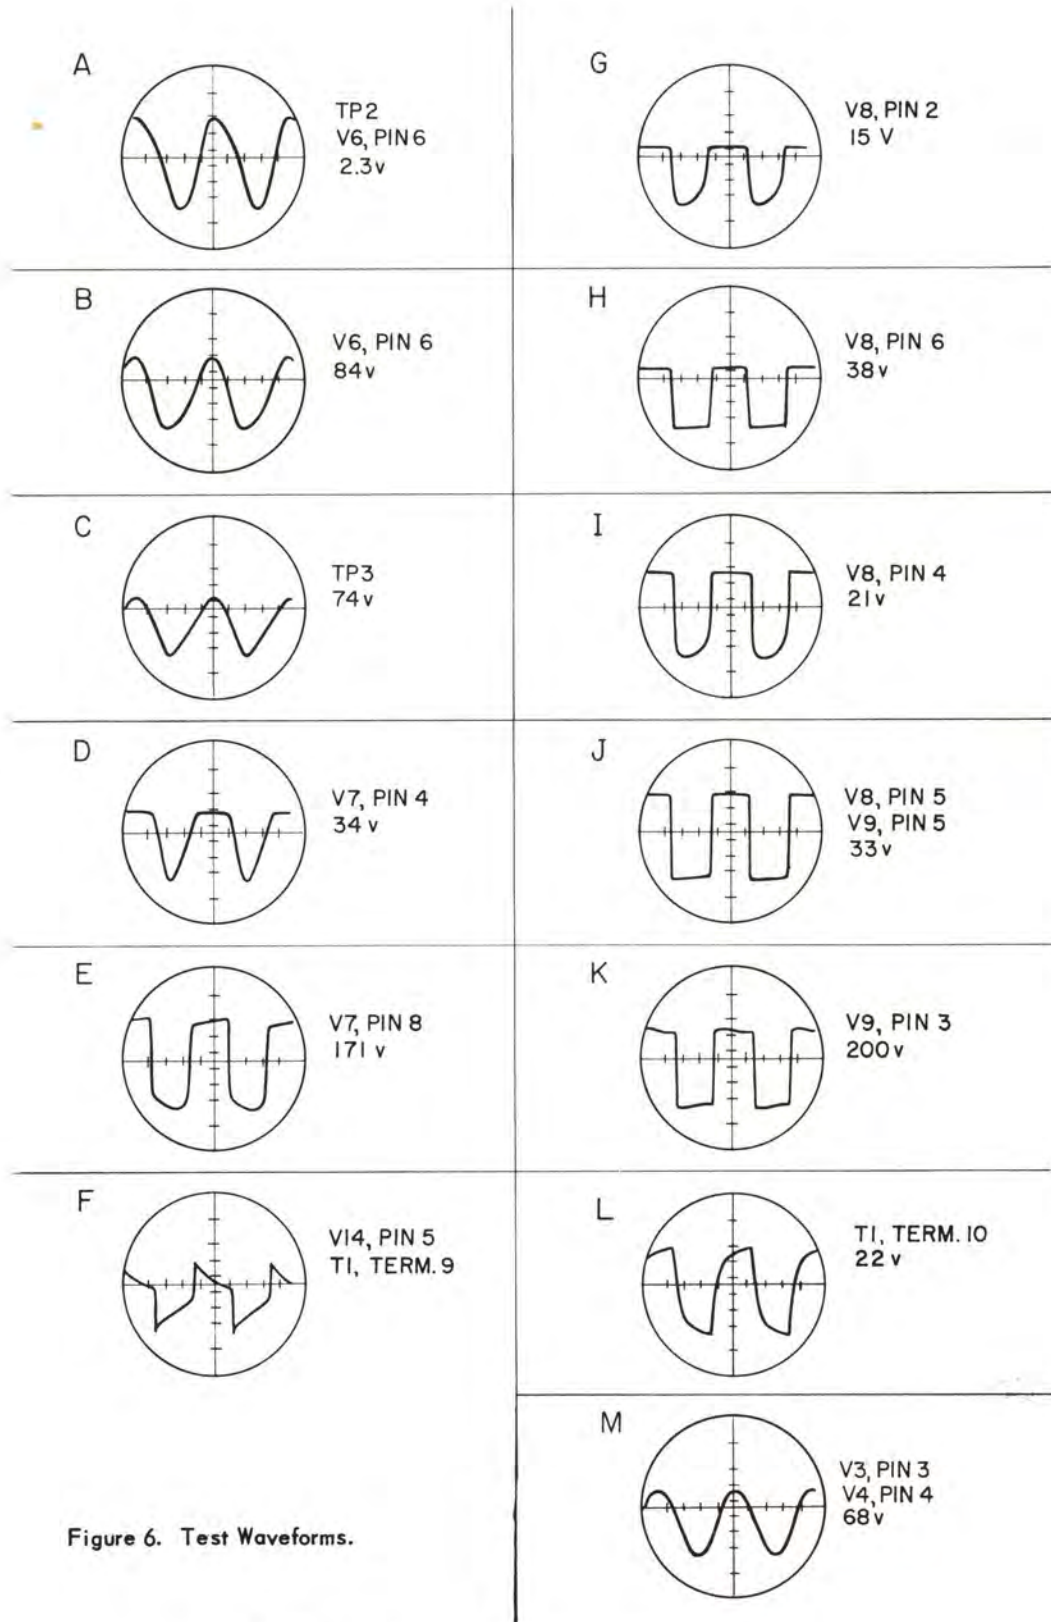 A
TP2
V6, PIN 6
2.3v
B
V6, PIN 6
84v
C
TP3
74v
D
V7, PIN 4
34v
E
V7, PIN 8
171 v
F
V14, PIN 5
T1, TERM. 9
G
V8, PIN 2
15 V
H
V8, PIN 6
38v
I
V8, PIN 4
21v
J
V8, PIN 5
V9, PIN 5
33v
K
V9, PIN 3
200v
L
T1, TERM. 10
22v
M
V3, PIN 3
V4, PIN 4
68v
Figure 6. Test Waveforms.